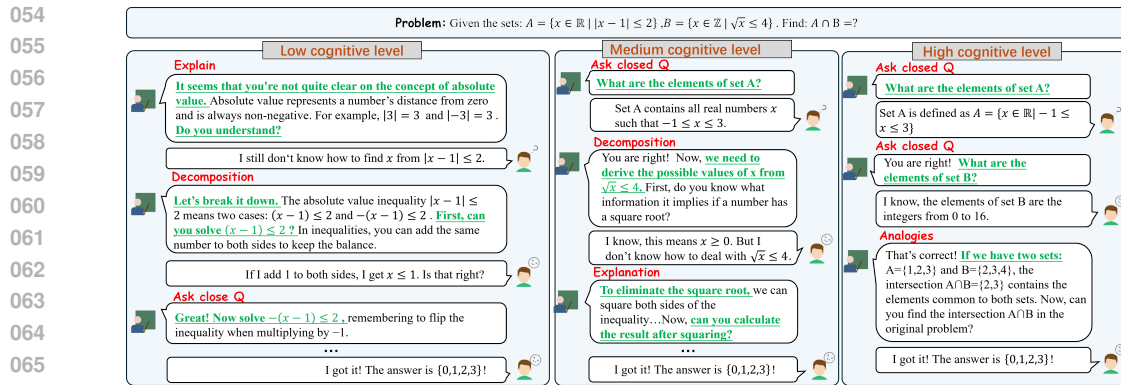 054
055
056
057
058
059
060
061
062
063
064
065
Problem: Given the sets: A = {x ∈ ℝ | |x − 1| ≤ 2} ,B = {x ∈ ℤ | √x ≤ 4} . Find: A ∩ B =?
Low cognitive level
Explain
It seems that you're not quite clear on the concept of absolute
value. Absolute value represents a number's distance from zero
and is always non-negative. For example, |3| = 3 and |−3| = 3 .
Do you understand?
I still don't know how to find x from |x − 1| ≤ 2.
Decomposition
Let's break it down. The absolute value inequality |x − 1| ≤
2 means two cases: (x − 1) ≤ 2 and −(x − 1) ≤ 2 . First, can
you solve (x − 1) ≤ 2 ? In inequalities, you can add the same
number to both sides to keep the balance.
If I add 1 to both sides, I get x ≤ 1. Is that right?
Ask close Q
Great! Now solve −(x − 1) ≤ 2 , remembering to flip the
inequality when multiplying by −1.
...
I got it! The answer is {0,1,2,3}!
Medium cognitive level
Ask closed Q
What are the elements of set A?
Set A contains all real numbers x
such that −1 ≤ x ≤ 3.
Decomposition
You are right! Now, we need to
derive the possible values of x from
√x ≤ 4. First, do you know what
information it implies if a number has
a square root?
I know, this means x ≥ 0. But I
don't know how to deal with √x ≤ 4.
Explanation
To eliminate the square root, we can
square both sides of the
inequality…Now, can you calculate
the result after squaring?
...
I got it! The answer is {0,1,2,3}!
High cognitive level
Ask closed Q
What are the elements of set A?
Set A is defined as A = {x ∈ ℝ| − 1 ≤
x ≤ 3}
Ask closed Q
You are right! What are the
elements of set B?
I know, the elements of set B are the
integers from 0 to 16.
Analogies
That's correct! If we have two sets:
A={1,2,3} and B={2,3,4}, the
intersection A∩B={2,3} contains the
elements common to both sets. Now, can
you find the intersection A∩B in the
original problem?
I got it! The answer is {0,1,2,3}!